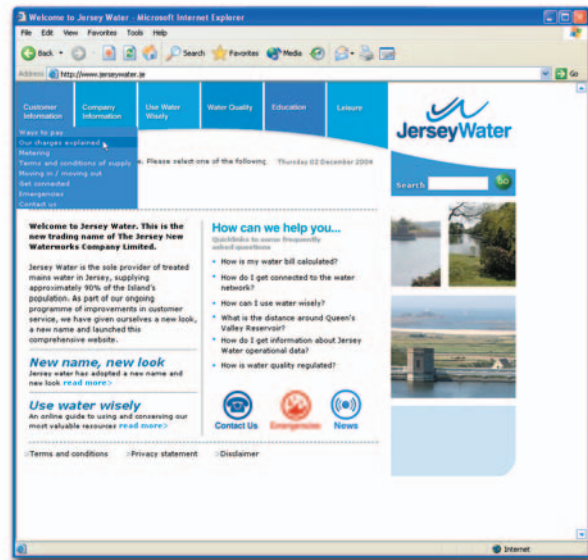 Welcome to Jersey Water - Microsoft Internet Explorer
File Edit View Favorites Tools Help
Back Search Favorites Media
Address http://www.jerseywater.je Go
Customer Information
Company Information
Use Water Wisely
Water Quality
Education
Leisure
JerseyWater
Ways to pay
Our charges explained
Metering
Terms and conditions of supply
Moving in / moving out
Get connected
Emergencies
Contact us
e. Please select one of the following
Thursday 02 December 2004
Search GO
Welcome to Jersey Water. This is the
new trading name of The Jersey New
Waterworks Company Limited.
Jersey Water is the sole provider of treated
mains water in Jersey, supplying
approximately 90% of the Island's
population. As part of our ongoing
programme of improvements in customer
service, we have given ourselves a new look,
a new name and launched this
comprehensive website.
New name, new look
Jersey water has adopted a new name and
new look read more>
Use water wisely
An online guide to using and conserving our
most valuable resources read more>
How can we help you...
Quicklinks to some frequently
asked questions
• How is my water bill calculated?
• How do I get connected to the water
network?
• How can I use water wisely?
• What is the distance around Queen's
Valley Reservoir?
• How do I get information about Jersey
Water operational data?
• How is water quality regulated?
Contact Us
Emergencies
News
Terms and conditions
Privacy statement
Disclaimer
Internet